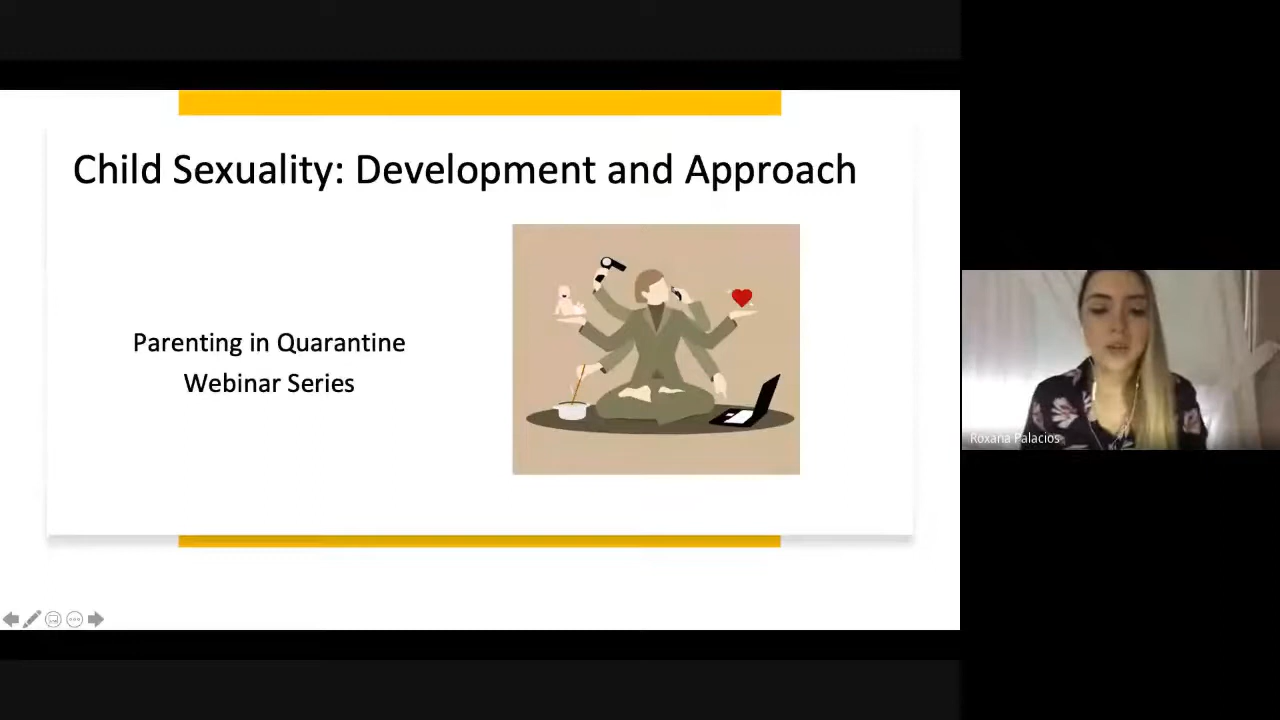 Child Sexuality: Development and Approach
Parenting in Quarantine
Webinar Series
Roxana Palacios